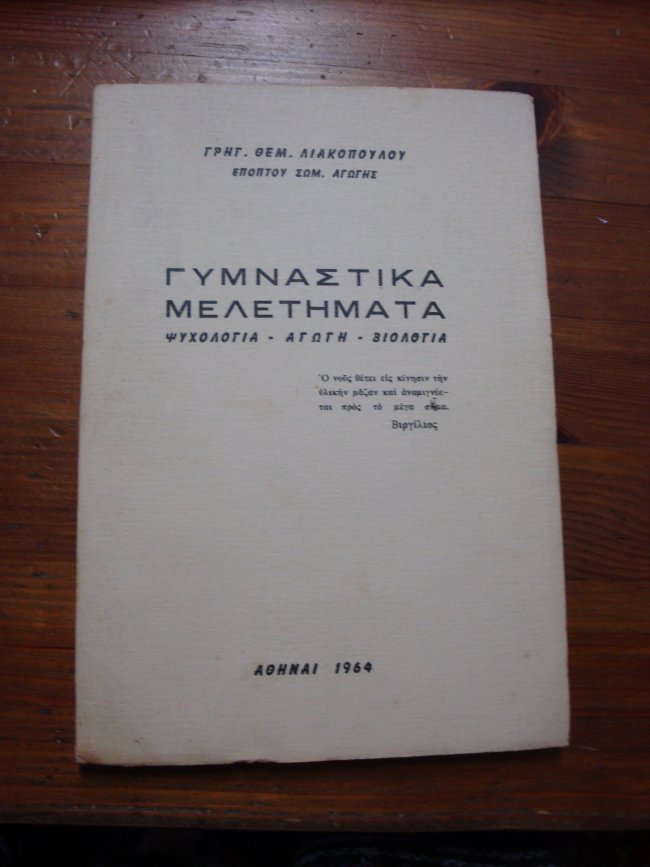 ΓΡΗΓ. ΘΕΜ. ΛΙΑΚΟΠΟΥΛΟΥ
ΕΠΟΠΤΟΥ ΣΩΜ. ΑΓΩΓΗΣ
ΓΥΜΝΑΣΤΙΚΑ
ΜΕΛΕΤΗΜΑΤΑ
ΨΥΧΟΛΟΓΙΑ - ΑΓΩΓΗ - ΒΙΟΛΟΓΙΑ
Ὁ νοῦς θέτει εἰς κίνησιν τὴν
ὑλικὴν μᾶζαν καὶ ἀναμιγνύε-
ται πρὸς τὸ μέγα σῶμα.
Βιργίλιος
ΑΘΗΝΑΙ 1964